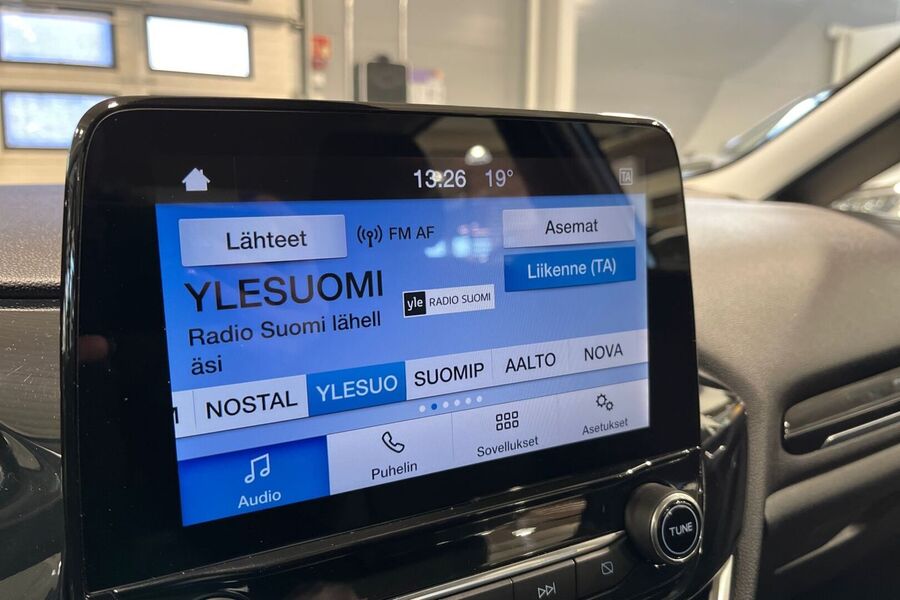 13:26 19° TA
Lähteet FM AF Asemat
Liikenne (TA)
YLESUOMI
yle RADIO SUOMI
Radio Suomi lähell
äsi
NOSTAL YLESUO SUOMIP AALTO NOVA
Audio Puhelin Sovellukset Asetukset
TUNE